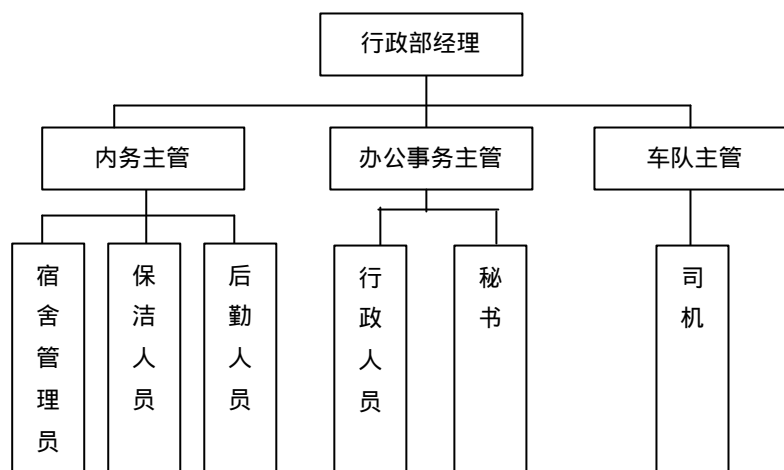 行政部经理
内务主管
办公事务主管
车队主管
宿舍管理员
保洁人员
后勤人员
行政人员
秘书
司机